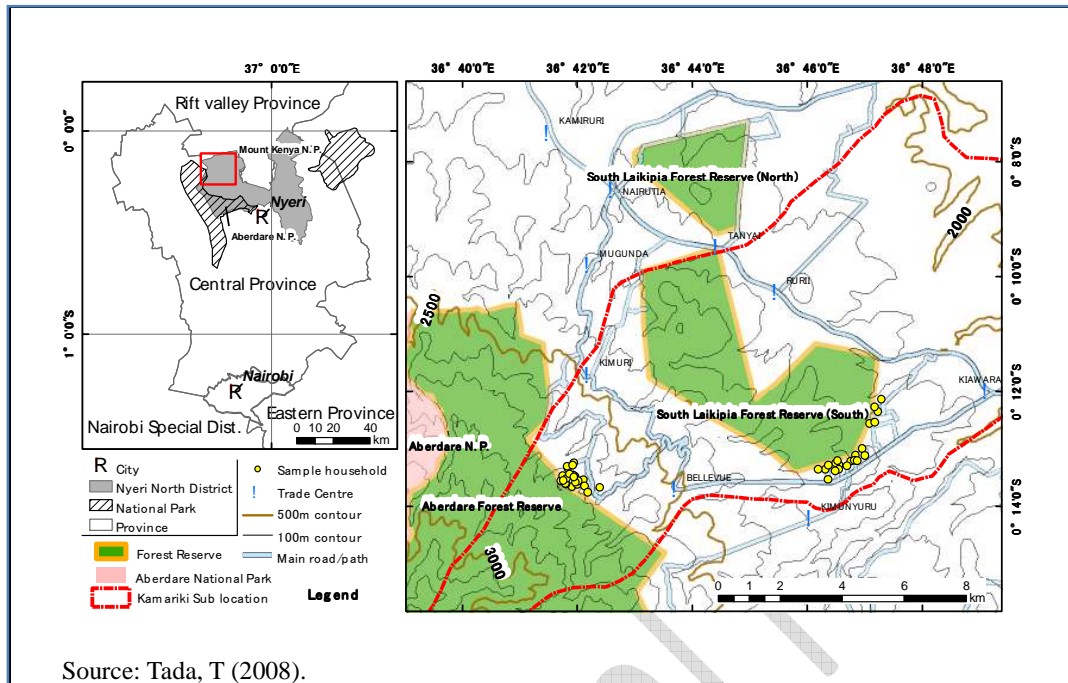 37° 0'0"E
Rift valley Province
0° 0'0"S
Mount Kenya N.P.
Nyeri
R
Aberdare N.P.
Central Province
1° 0'0"S
Nairobi
R
Eastern Province
Nairobi Special Dist.
0 10 20 40
km
R City
Nyeri North District
National Park
Province
Forest Reserve
Aberdare National Park
Kamariki Sub location
Sample household
! Trade Centre
500m contour
100m contour
Main road/path
Legend
36° 40'0"E 36° 42'0"E 36° 44'0"E 36° 46'0"E 36° 48'0"E
KAMIRURI
!
0° 8'0"S
South Laikipia Forest Reserve (North)
NAIRUTIA
!
2000
TANYAI
!
MUGUNDA
!
0° 10'0"S
RURII
!
2500
KIMURI
!
KIAWARA
!
0° 12'0"S
South Laikipia Forest Reserve (South)
Aberdare N.P.
BELLEVUE
!
Aberdare Forest Reserve
KIMUNYURU
!
0° 14'0"S
3000
0 1 2 4 6 8
km
Source: Tada, T (2008).